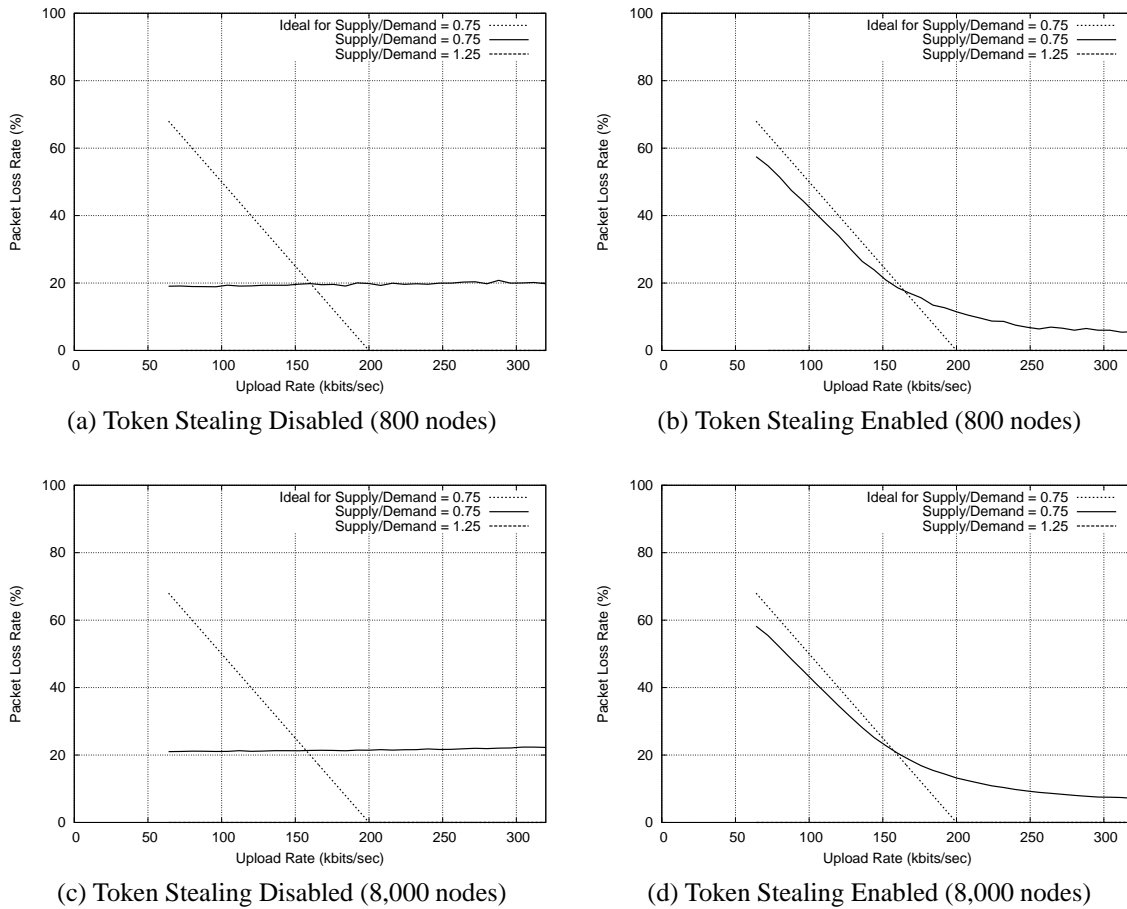 Packet Loss Rate (%)
100
80
60
40
20
0
0 50 100 150 200 250 300
Upload Rate (kbits/sec)
Ideal for Supply/Demand = 0.75
Supply/Demand = 0.75
Supply/Demand = 1.25
(a) Token Stealing Disabled (800 nodes)
Packet Loss Rate (%)
100
80
60
40
20
0
0 50 100 150 200 250 300
Upload Rate (kbits/sec)
Ideal for Supply/Demand = 0.75
Supply/Demand = 0.75
Supply/Demand = 1.25
(b) Token Stealing Enabled (800 nodes)
Packet Loss Rate (%)
100
80
60
40
20
0
0 50 100 150 200 250 300
Upload Rate (kbits/sec)
Ideal for Supply/Demand = 0.75
Supply/Demand = 0.75
Supply/Demand = 1.25
(c) Token Stealing Disabled (8,000 nodes)
Packet Loss Rate (%)
100
80
60
40
20
0
0 50 100 150 200 250 300
Upload Rate (kbits/sec)
Ideal for Supply/Demand = 0.75
Supply/Demand = 0.75
Supply/Demand = 1.25
(d) Token Stealing Enabled (8,000 nodes)